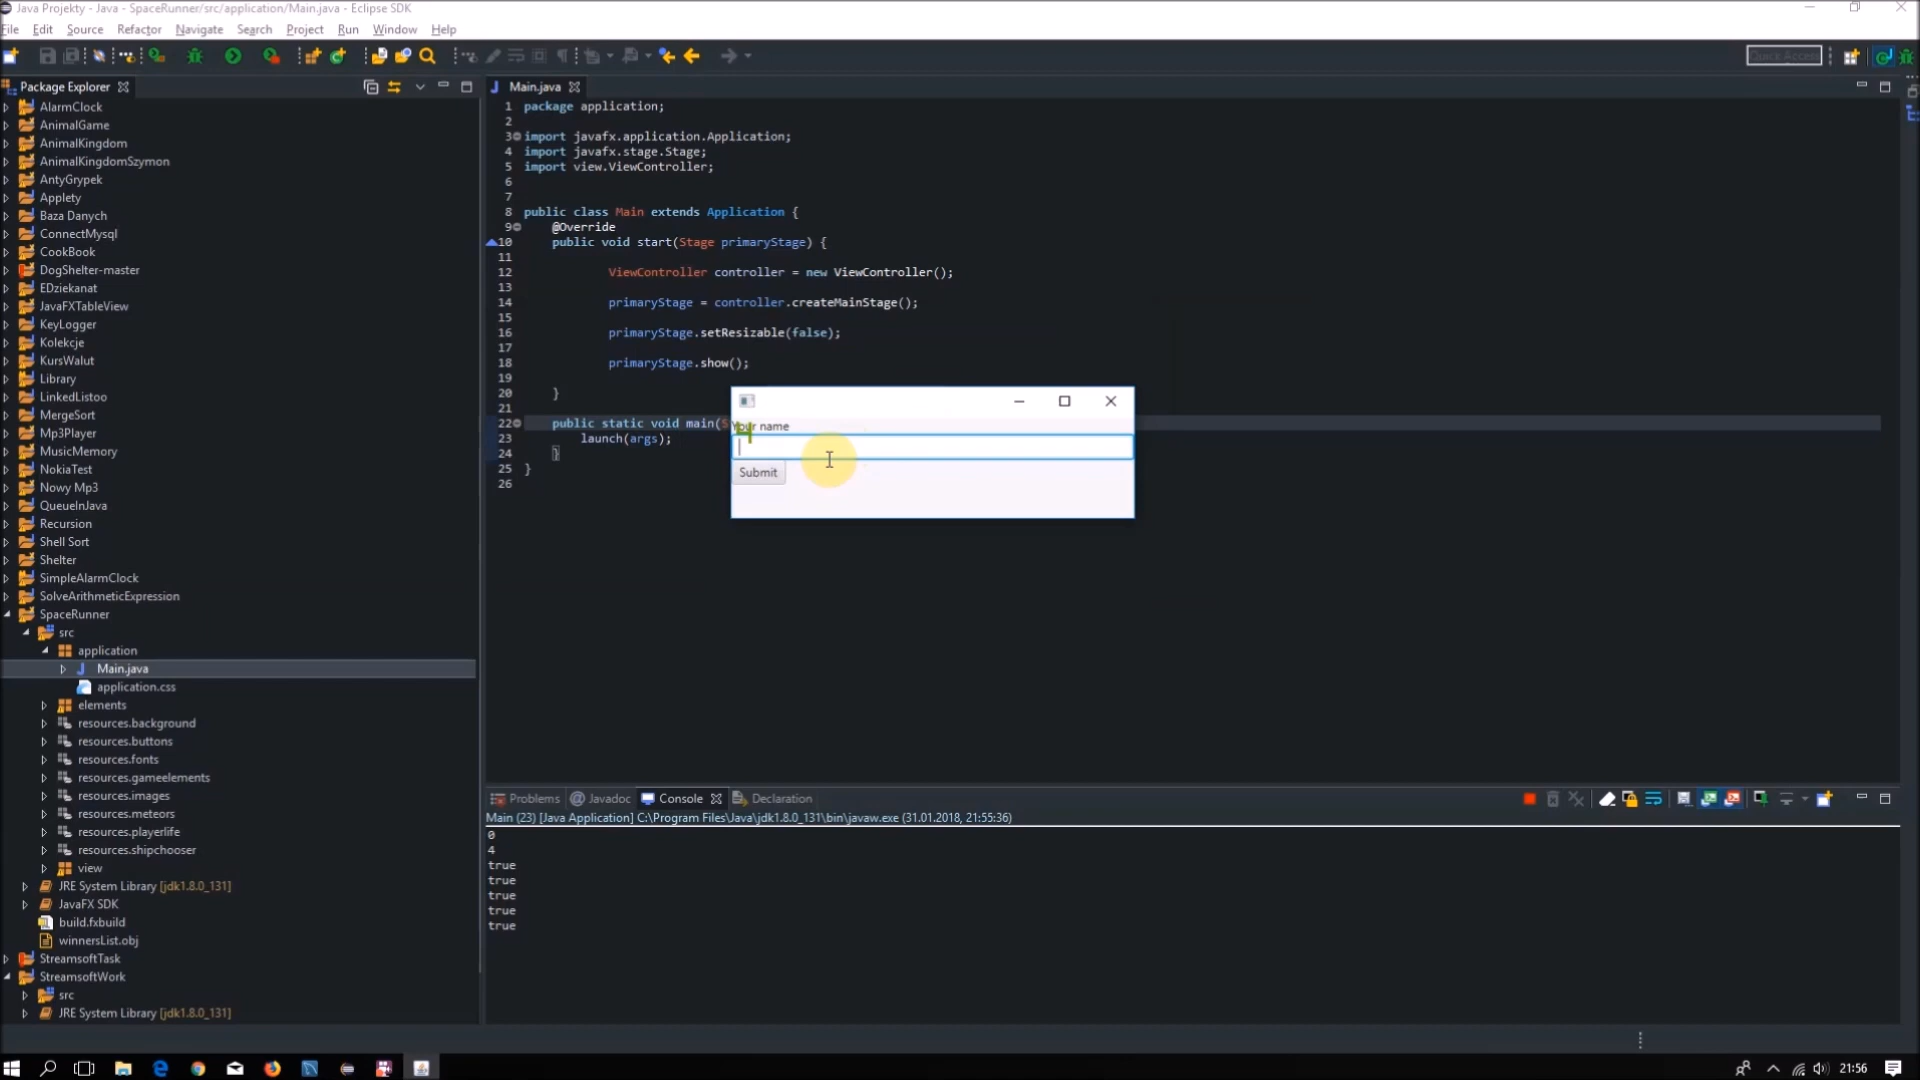 Java Projekty - Java - SpaceRunner/src/application/Main.java - Eclipse SDK
File Edit Source Refactor Navigate Search Project Run Window Help
Quick Access
Package Explorer
AlarmClock
AnimalGame
AnimalKingdom
AnimalKingdomSzymon
AntyGrypek
Applety
Baza Danych
ConnectMysql
CookBook
DogShelter-master
EDziekanat
JavaFXTableView
KeyLogger
Kolekcje
KursWalut
Library
LinkedListoo
MergeSort
Mp3Player
MusicMemory
NokiaTest
Nowy Mp3
QueueInJava
Recursion
Shell Sort
Shelter
SimpleAlarmClock
SolveArithmeticExpression
SpaceRunner
src
application
Main.java
application.css
elements
resources.background
resources.buttons
resources.fonts
resources.gameelements
resources.images
resources.meteors
resources.playerlife
resources.shipchooser
view
JRE System Library [jdk1.8.0_131]
JavaFX SDK
build.fxbuild
winnersList.obj
StreamsoftTask
StreamsoftWork
src
JRE System Library [jdk1.8.0_131]
Main.java
1 package application;
2
3 import javafx.application.Application;
4 import javafx.stage.Stage;
5 import view.ViewController;
6
7
8 public class Main extends Application {
9 @Override
10 public void start(Stage primaryStage) {
11
12 ViewController controller = new ViewController();
13
14 primaryStage = controller.createMainStage();
15
16 primaryStage.setResizable(false);
17
18 primaryStage.show();
19
20 }
21
22 public static void main(
23 launch(args);
24 }
25 }
26
Your name
Submit
Problems Javadoc Console Declaration
Main (23) [Java Application] C:\Program Files\Java\jdk1.8.0_131\bin\javaw.exe (31.01.2018, 21:55:36)
0
4
true
true
true
true
true
21:56